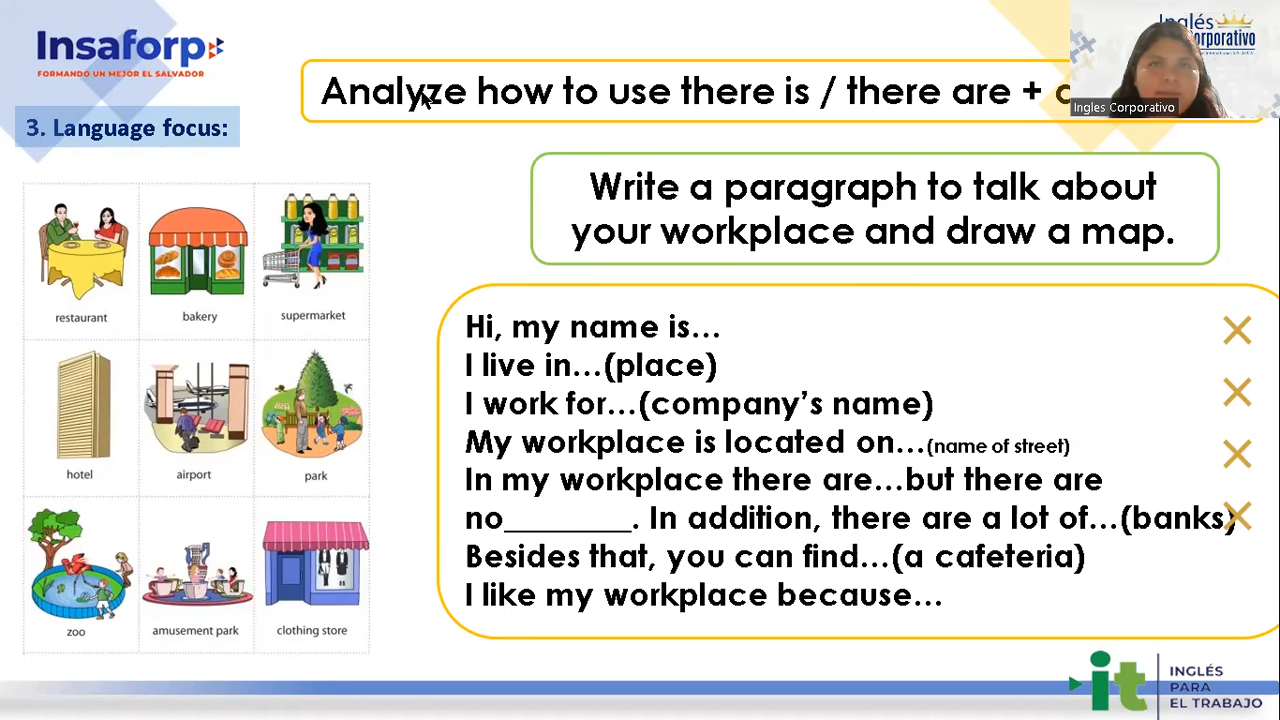 Insaforp
FORMANDO UN MEJOR EL SALVADOR
3. Language focus:
Analyze how to use there is / there are +
Inglés
Ingles Corporativo
Write a paragraph to talk about
your workplace and draw a map.
restaurant
bakery
supermarket
hotel
airport
park
zoo
amusement park
clothing store
Hi, my name is…
I live in…(place)
I work for…(company's name)
My workplace is located on…(name of street)
In my workplace there are…but there are
no________. In addition, there are a lot of…(banks)
Besides that, you can find…(a cafeteria)
I like my workplace because…
it
INGLÉS
PARA
EL TRABAJO